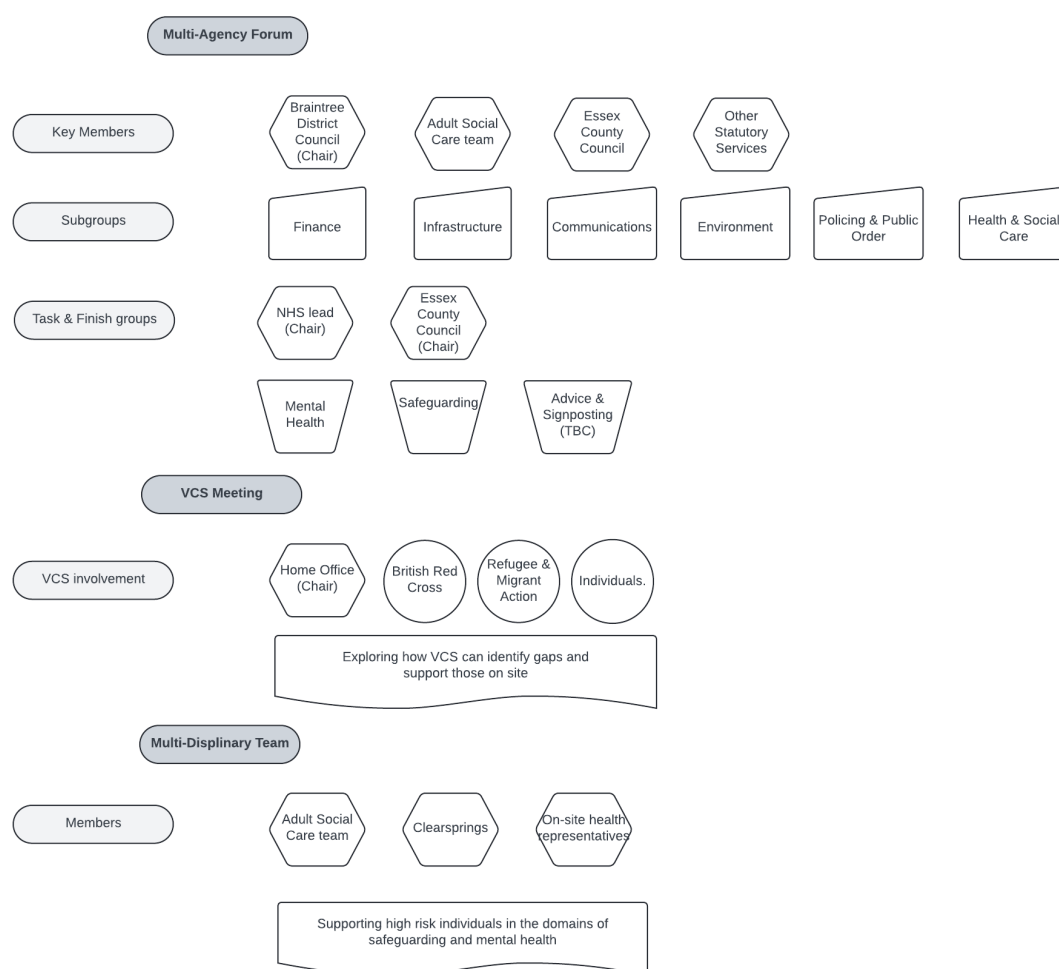 Multi-Agency Forum
Key Members
Braintree
District
Council
(Chair)
Adult Social
Care team
Essex
County
Council
Other
Statutory
Services
Subgroups
Finance
Infrastructure
Communications
Environment
Policing & Public
Order
Health & Social
Care
Task & Finish groups
NHS lead
(Chair)
Essex
County
Council
(Chair)
Mental
Health
Safeguarding
Advice &
Signposting
(TBC)
VCS Meeting
VCS involvement
Home Office
(Chair)
British Red
Cross
Refugee &
Migrant
Action
Individuals.
Exploring how VCS can identify gaps and
support those on site
Multi-Displinary Team
Members
Adult Social
Care team
Clearsprings
On-site health
representatives
Supporting high risk individuals in the domains of
safeguarding and mental health